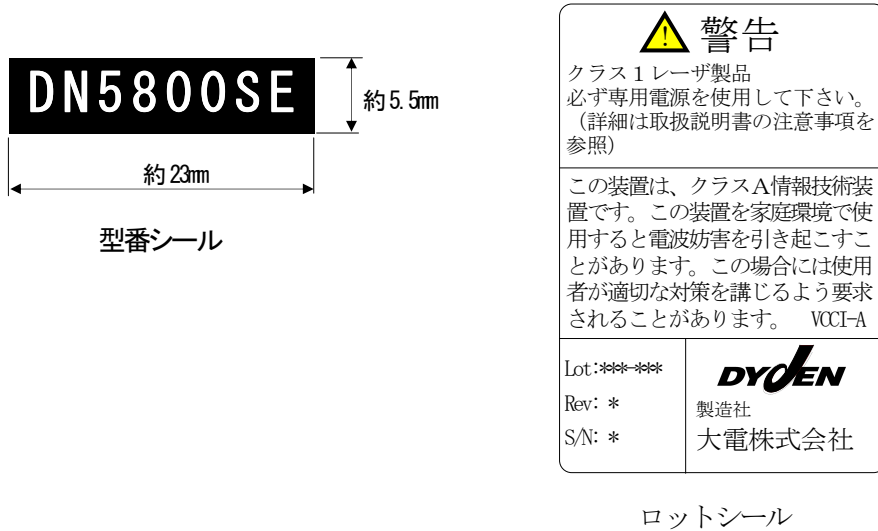 DN5800SE
約5.5mm
約23mm
型番シール
警告
クラス１レーザ製品
必ず専用電源を使用して下さい。
（詳細は取扱説明書の注意事項を
参照）
この装置は、クラスＡ情報技術装
置です。この装置を家庭環境で使
用すると電波妨害を引き起こすこ
とがあります。この場合には使用
者が適切な対策を講じるよう要求
されることがあります。 VCCI-A
Lot:***-***
Rev: *
S/N: *
DYDEN
製造社
大電株式会社
ロットシール